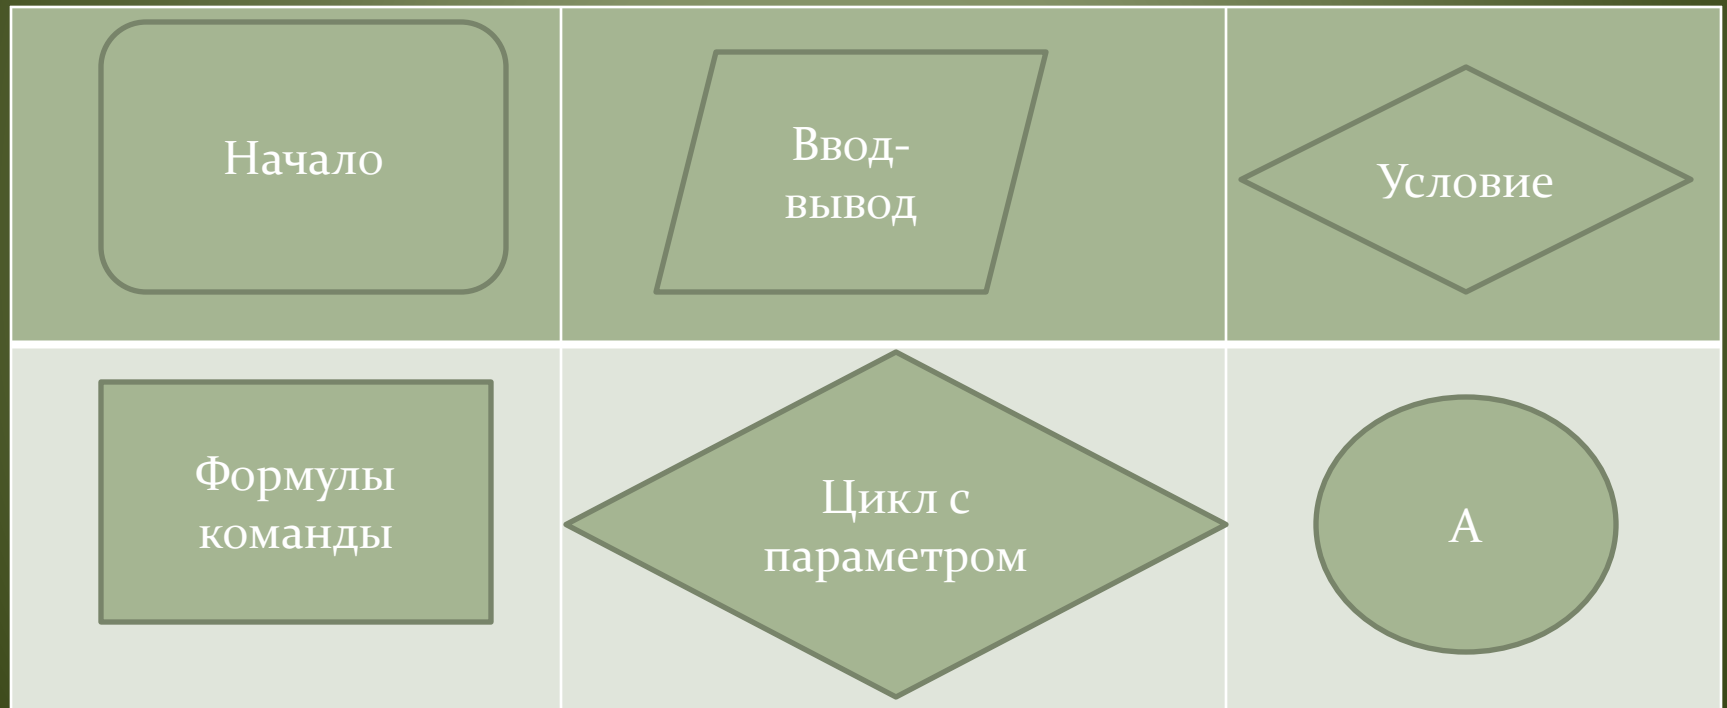 Начало
Ввод-
вывод
Условие
Формулы
команды
Цикл с
параметром
А